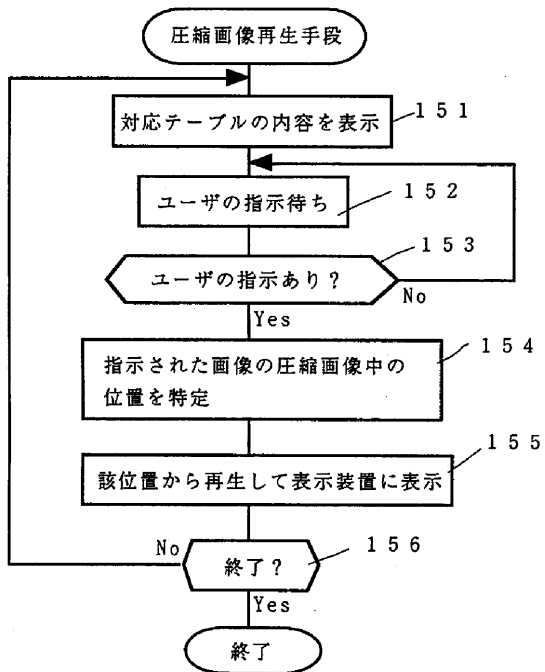 圧縮画像再生手段
対応テーブルの内容を表示
151
ユーザの指示待ち
152
ユーザの指示あり?
153
No
Yes
指示された画像の圧縮画像中の
位置を特定
154
該位置から再生して表示装置に表示
155
No
終了?
156
Yes
終了